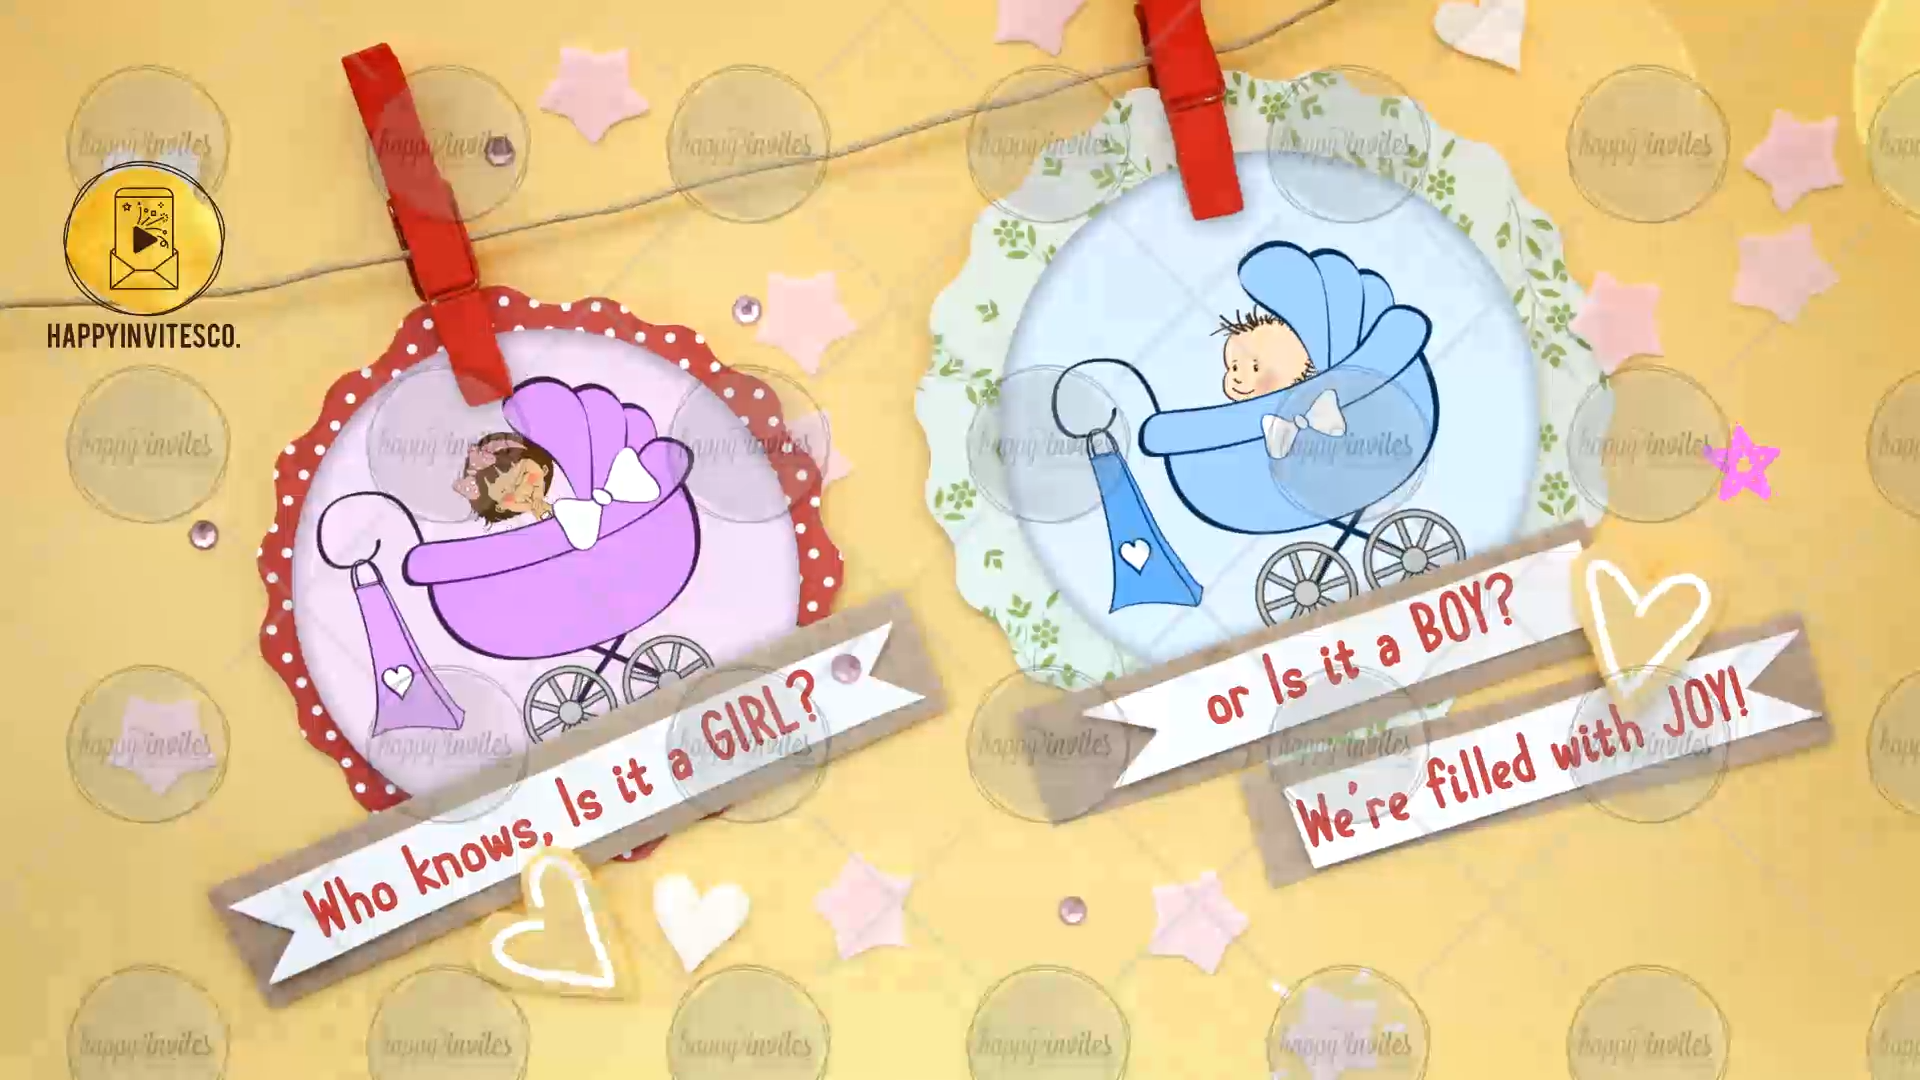 HAPPYINVITESCO.
Who knows, Is it a GIRL?
or Is it a BOY?
We're filled with JOY!
happy invites